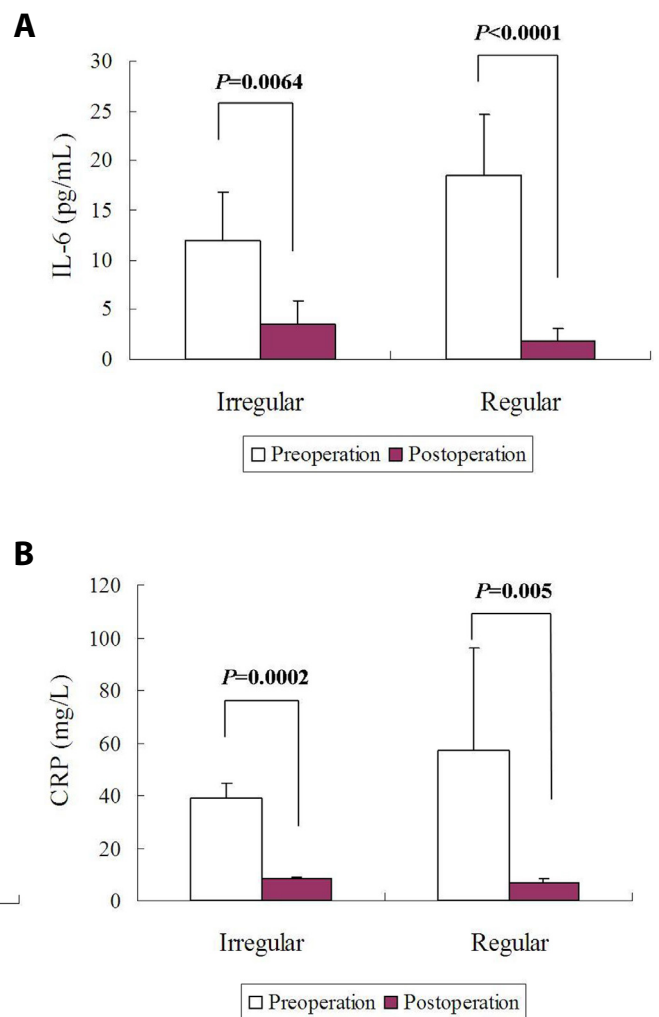 A
P<0.0001
P=0.0064
30
25
20
15
10
5
0
IL-6 (pg/mL)
Irregular Regular
Preoperation Postoperation
B
P=0.005
P=0.0002
120
100
80
60
40
20
0
CRP (mg/L)
Irregular Regular
Preoperation Postoperation